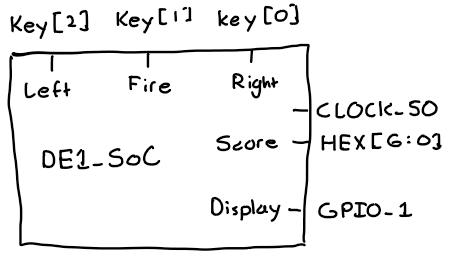 Key[2] Key[1] key[0]
Left Fire Right
CLOCK_50
Score HEX[6:0]
DE1_SoC
Display GPIO_1